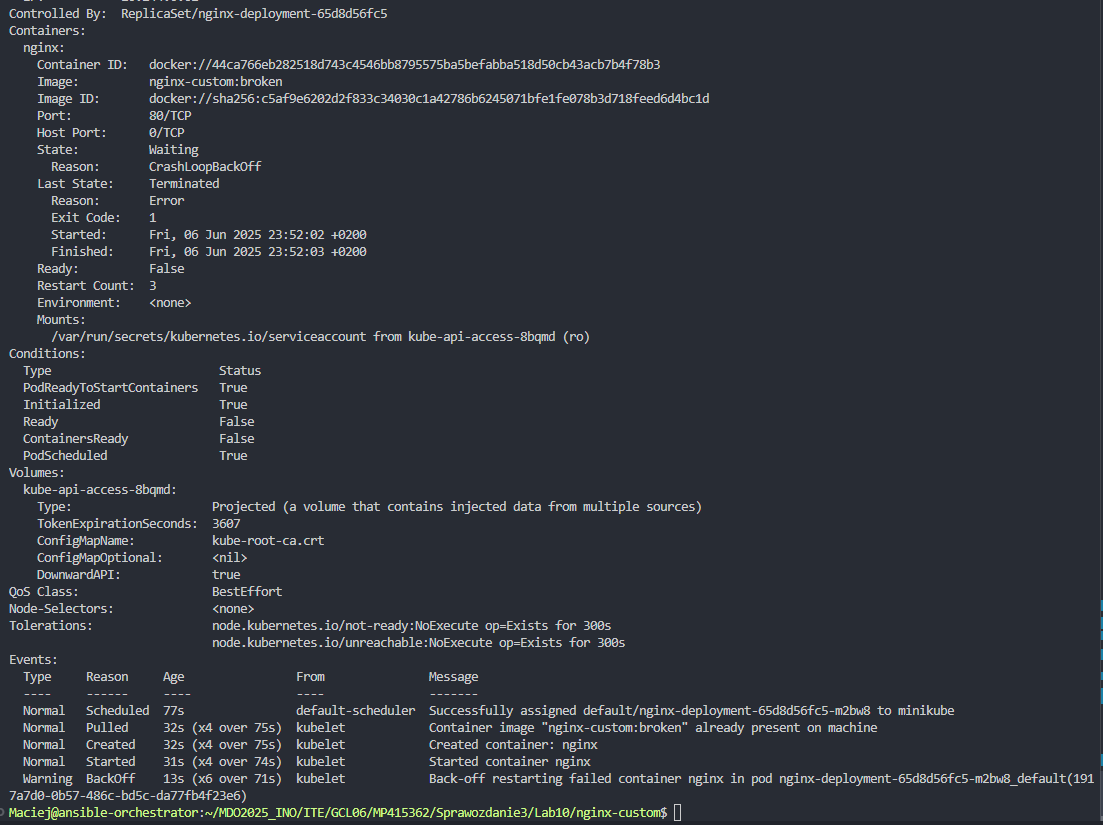 Controlled By:  ReplicaSet/nginx-deployment-65d8d56fc5
Containers:
  nginx:
    Container ID:   docker://44ca766eb282518d743c4546bb8795575ba5befabba518d50cb43acb7b4f78b3
    Image:          nginx-custom:broken
    Image ID:       docker://sha256:c5af9e6202d2f833c34030c1a42786b6245071bfe1fe078b3d718feed6d4bc1d
    Port:           80/TCP
    Host Port:      0/TCP
    State:          Waiting
      Reason:       CrashLoopBackOff
    Last State:     Terminated
      Reason:       Error
      Exit Code:    1
      Started:      Fri, 06 Jun 2025 23:52:02 +0200
      Finished:     Fri, 06 Jun 2025 23:52:03 +0200
    Ready:          False
    Restart Count:  3
    Environment:    <none>
    Mounts:
      /var/run/secrets/kubernetes.io/serviceaccount from kube-api-access-8bqmd (ro)
Conditions:
  Type                        Status
  PodReadyToStartContainers   True
  Initialized                 True
  Ready                       False
  ContainersReady             False
  PodScheduled                True
Volumes:
  kube-api-access-8bqmd:
    Type:                    Projected (a volume that contains injected data from multiple sources)
    TokenExpirationSeconds:  3607
    ConfigMapName:           kube-root-ca.crt
    ConfigMapOptional:       <nil>
    DownwardAPI:             true
QoS Class:                   BestEffort
Node-Selectors:              <none>
Tolerations:                 node.kubernetes.io/not-ready:NoExecute op=Exists for 300s
                             node.kubernetes.io/unreachable:NoExecute op=Exists for 300s
Events:
  Type     Reason     Age                From               Message
  ----     ------     ----               ----               -------
  Normal   Scheduled  77s                default-scheduler  Successfully assigned default/nginx-deployment-65d8d56fc5-m2bw8 to minikube
  Normal   Pulled     32s (x4 over 75s)  kubelet            Container image "nginx-custom:broken" already present on machine
  Normal   Created    32s (x4 over 75s)  kubelet            Created container: nginx
  Normal   Started    31s (x4 over 74s)  kubelet            Started container nginx
  Warning  BackOff    13s (x6 over 71s)  kubelet            Back-off restarting failed container nginx in pod nginx-deployment-65d8d56fc5-m2bw8_default(191
7a7d0-0b57-486c-bd5c-da77fb4f23e6)
Maciej@ansible-orchestrator:~/MDO2025_INO/ITE/GCL06/MP415362/Sprawozdanie3/Lab10/nginx-custom$